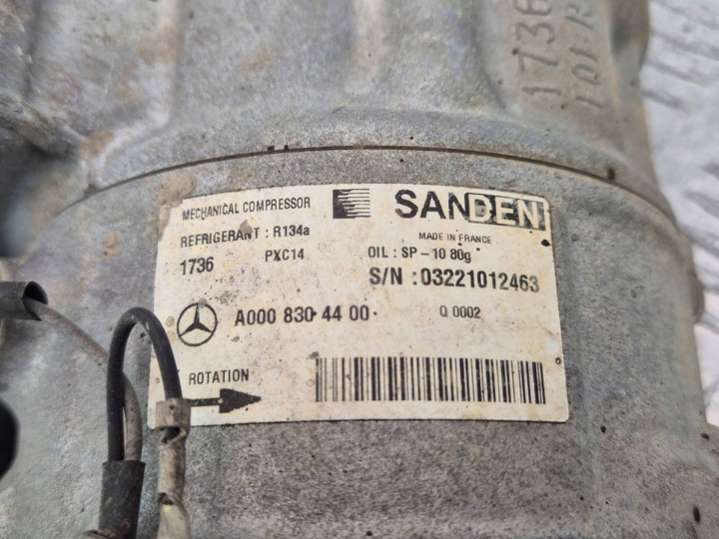 1736
MECHANICAL COMPRESSOR
SANDEN
REFRIGERANT : R134a
MADE IN FRANCE
1736 PXC14 OIL : SP-10 80g
S/N : 03221012463
A000 830 44 00 Q 0002
ROTATION